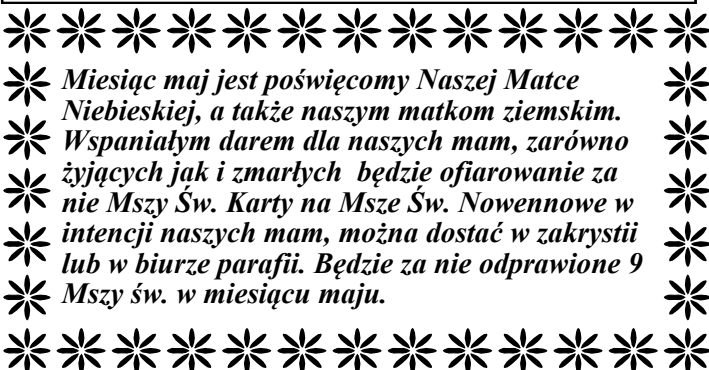 Miesiąc maj jest poświęcomy Naszej Matce
Niebieskiej, a także naszym matkom ziemskim.
Wspaniałym darem dla naszych mam, zarówno
żyjących jak i zmarłych będzie ofiarowanie za
nie Mszy Św. Karty na Msze Św. Nowennowe w
intencji naszych mam, można dostać w zakrystii
lub w biurze parafii. Będzie za nie odprawione 9
Mszy św. w miesiącu maju.